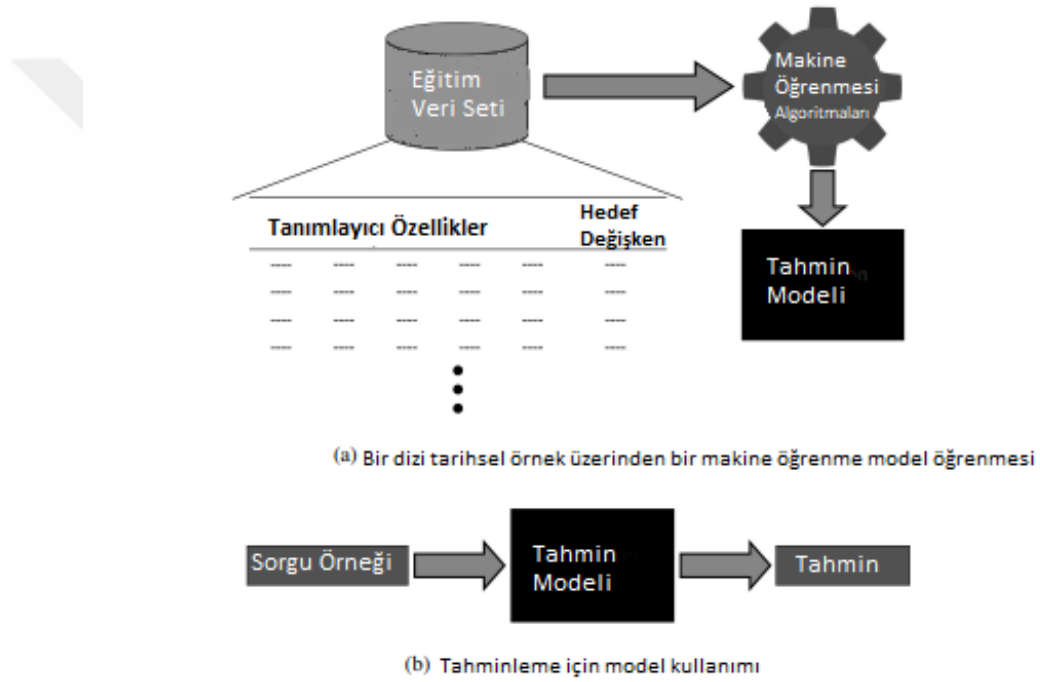 Eğitim
Veri Seti
Makine
Öğrenmesi
Algoritmaları
Tanımlayıcı Özellikler
Hedef
Değişken
Tahmin
Modeli
(a) Bir dizi tarihsel örnek üzerinden bir makine öğrenme model öğrenmesi
Sorgu Örneği
Tahmin
Modeli
Tahmin
(b) Tahminleme için model kullanımı